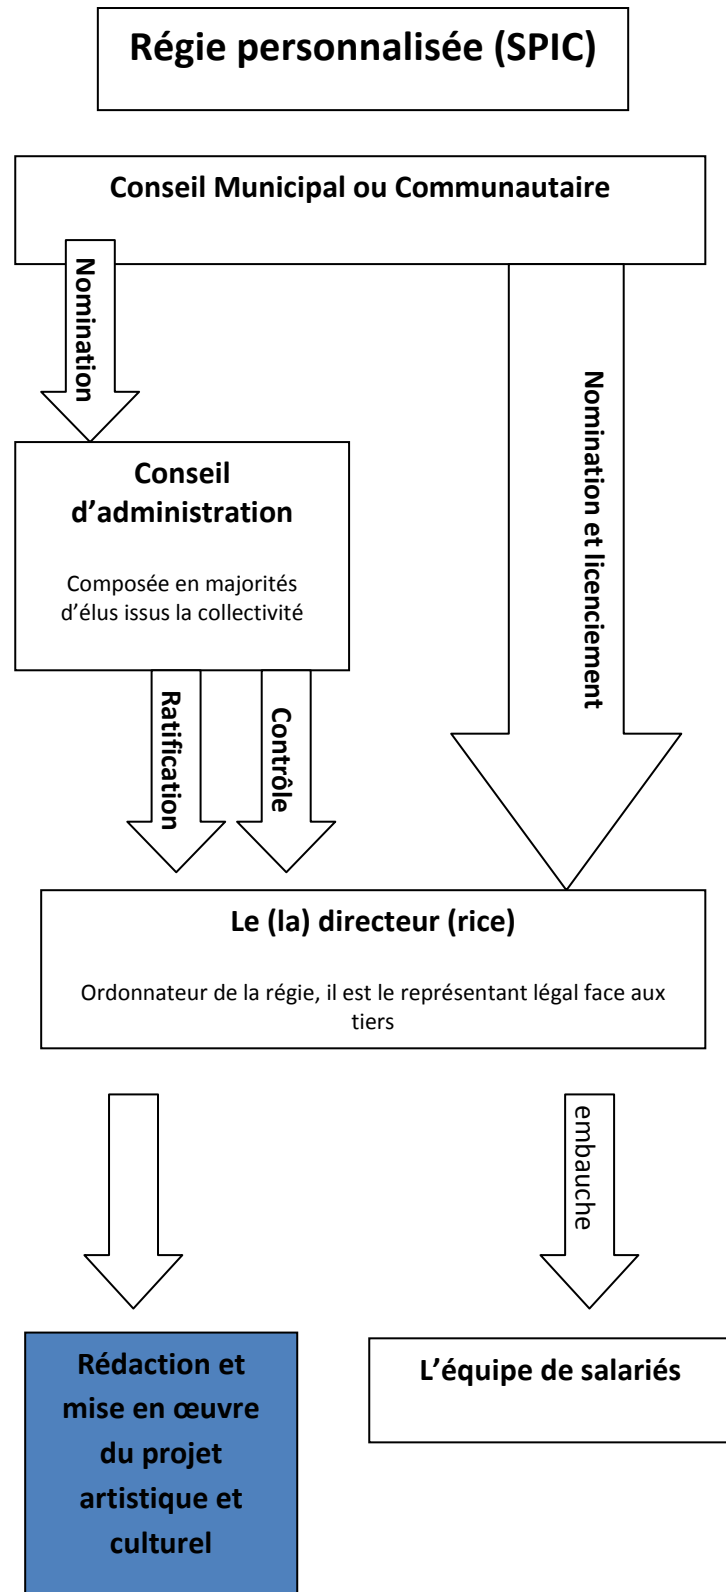 Régie personnalisée (SPIC)
Conseil Municipal ou Communautaire
Nomination
Nomination et licenciement
Conseil
d’administration
Composée en majorités
d’élus issus la collectivité
Ratification
Contrôle
Le (la) directeur (rice)
Ordonnateur de la régie, il est le représentant légal face aux
tiers
embauche
Rédaction et
mise en œuvre
du projet
artistique et
culturel
L’équipe de salariés